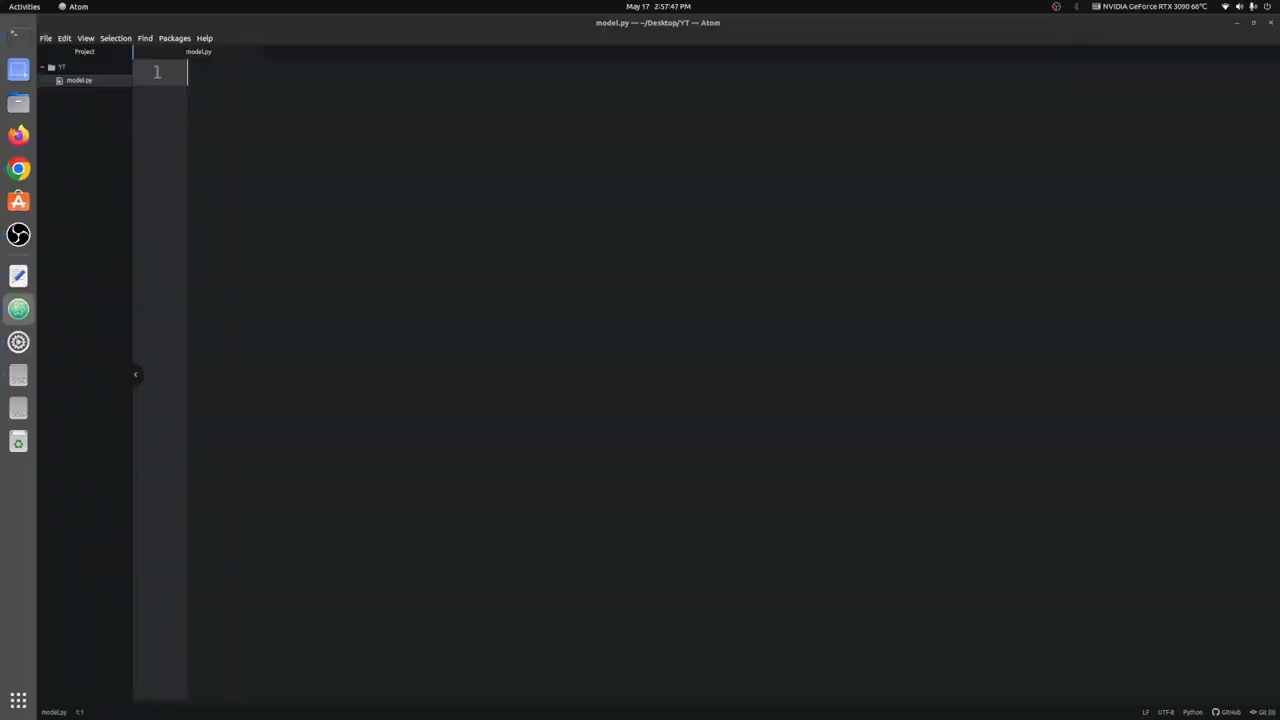 Activities Atom May 17 2:57:47 PM NVIDIA GeForce RTX 3090 66°C
model.py — ~/Desktop/YT — Atom
File Edit View Selection Find Packages Help
Project model.py
YT
1
model.py
model.py 1:1 LF UTF-8 Python GitHub Git (0)